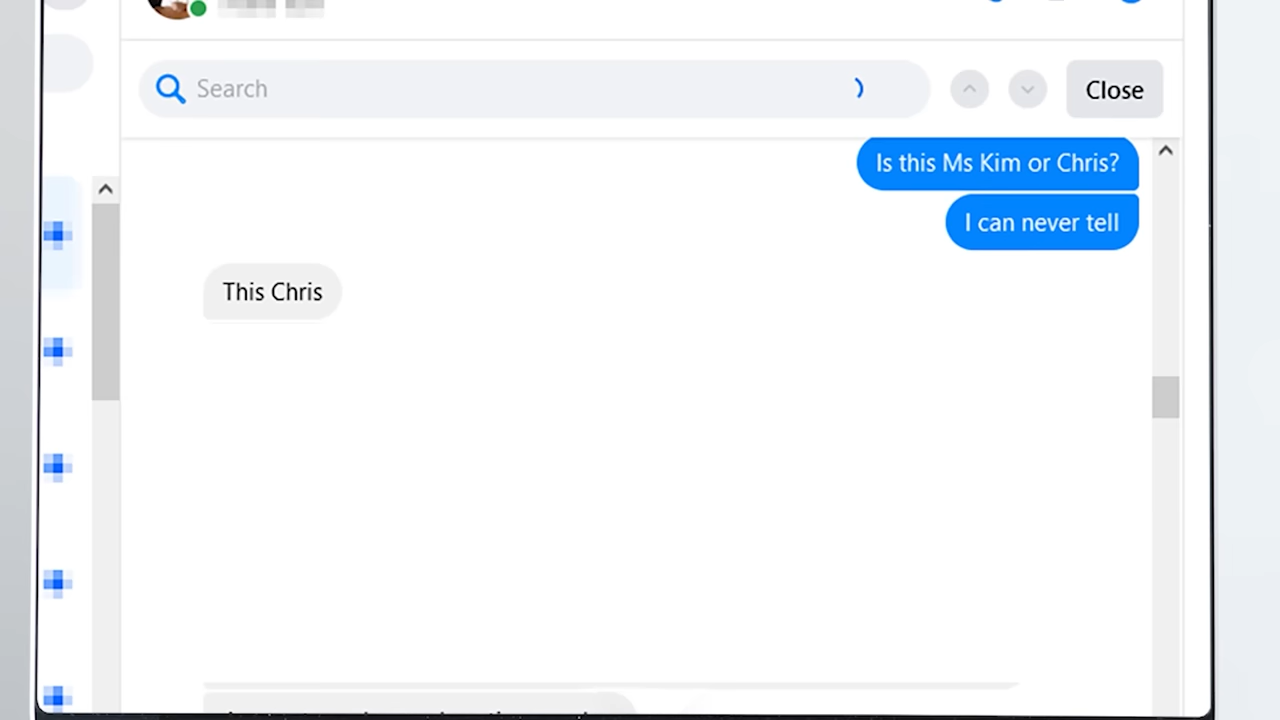 Search
Close
Is this Ms Kim or Chris?
I can never tell
This Chris